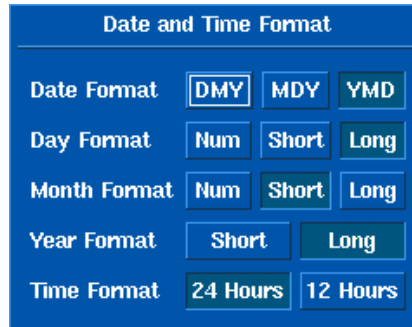 Date and Time Format
Date Format DMY MDY YMD
Day Format Num Short Long
Month Format Num Short Long
Year Format Short Long
Time Format 24 Hours 12 Hours